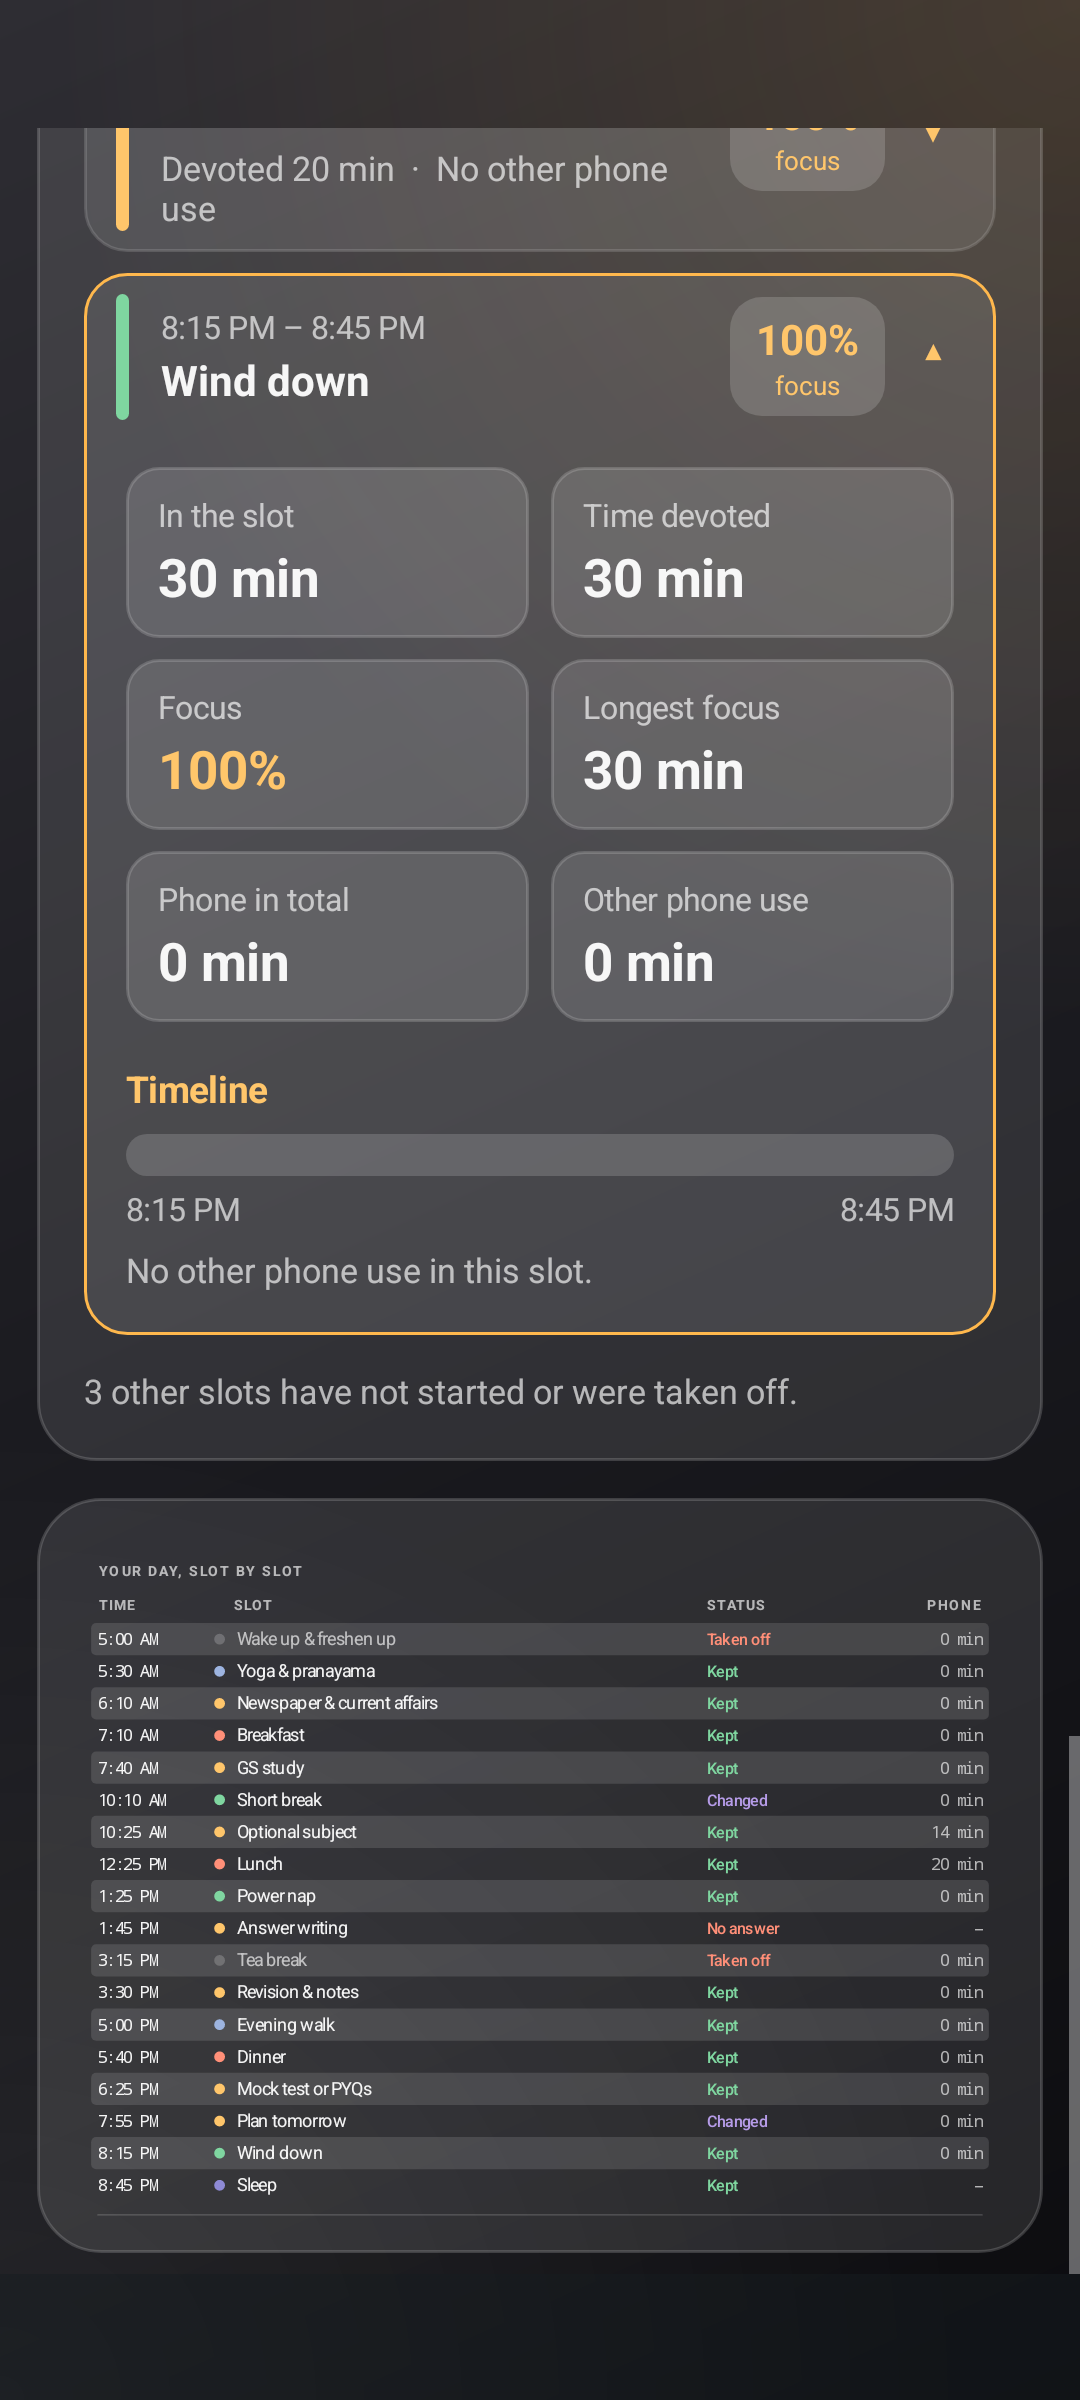 Devoted 20 min · No other phone
use
focus
8:15 PM – 8:45 PM
Wind down
100%
focus
▲
In the slot
30 min
Time devoted
30 min
Focus
100%
Longest focus
30 min
Phone in total
0 min
Other phone use
0 min
Timeline
8:15 PM 8:45 PM
No other phone use in this slot.
3 other slots have not started or were taken off.
YOUR DAY, SLOT BY SLOT
TIME SLOT STATUS PHONE
5:00 AM Wake up & freshen up Taken off 0 min
5:30 AM Yoga & pranayama Kept 0 min
6:10 AM Newspaper & current affairs Kept 0 min
7:10 AM Breakfast Kept 0 min
7:40 AM GS study Kept 0 min
10:10 AM Short break Changed 0 min
10:25 AM Optional subject Kept 14 min
12:25 PM Lunch Kept 20 min
1:25 PM Power nap Kept 0 min
1:45 PM Answer writing No answer –
3:15 PM Tea break Taken off 0 min
3:30 PM Revision & notes Kept 0 min
5:00 PM Evening walk Kept 0 min
5:40 PM Dinner Kept 0 min
6:25 PM Mock test or PYQs Kept 0 min
7:55 PM Plan tomorrow Changed 0 min
8:15 PM Wind down Kept 0 min
8:45 PM Sleep Kept –